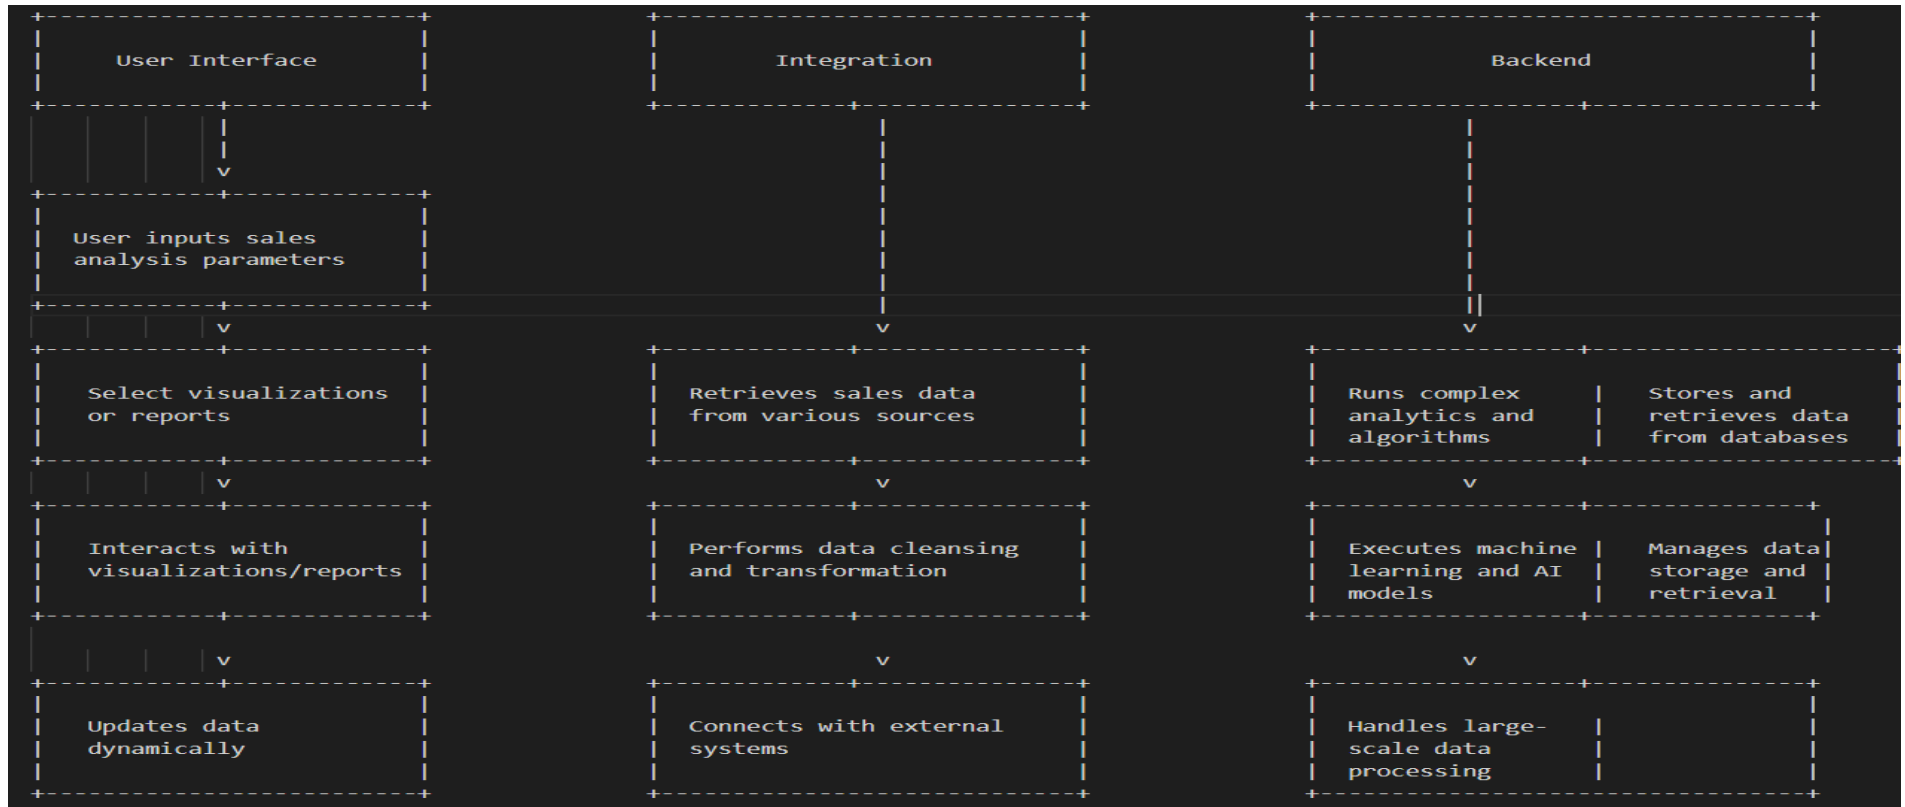 User Interface
Integration
Backend
User inputs sales
analysis parameters
Select visualizations
or reports
Retrieves sales data
from various sources
Runs complex
analytics and
algorithms
Stores and
retrieves data
from databases
Interacts with
visualizations/reports
Performs data cleansing
and transformation
Executes machine
learning and AI
models
Manages data
storage and
retrieval
Updates data
dynamically
Connects with external
systems
Handles large-
scale data
processing